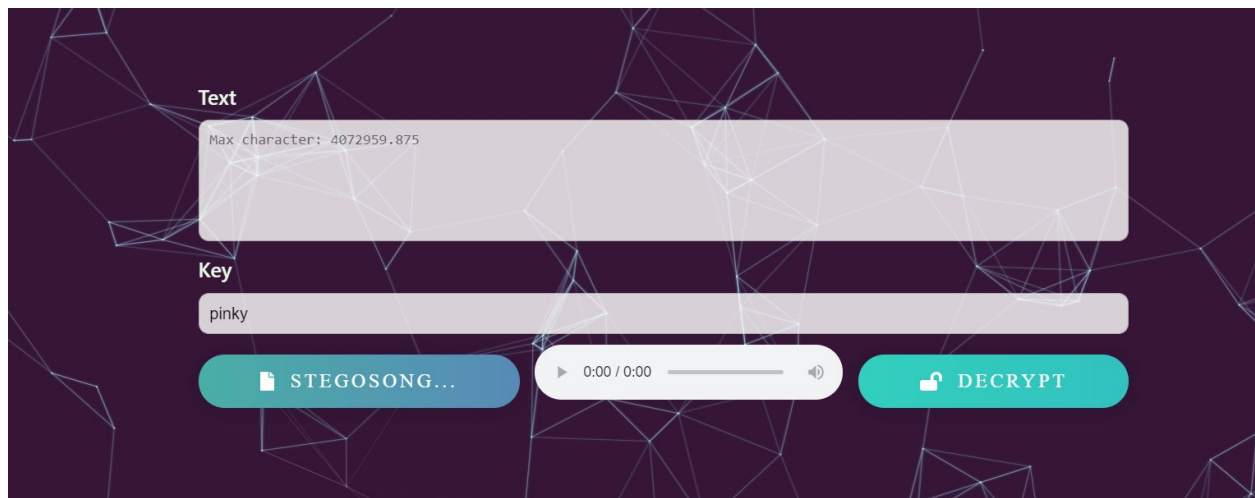 Text
Max character: 4072959.875
Key
pinky
STEGOSONG...
0:00 / 0:00
DECRYPT